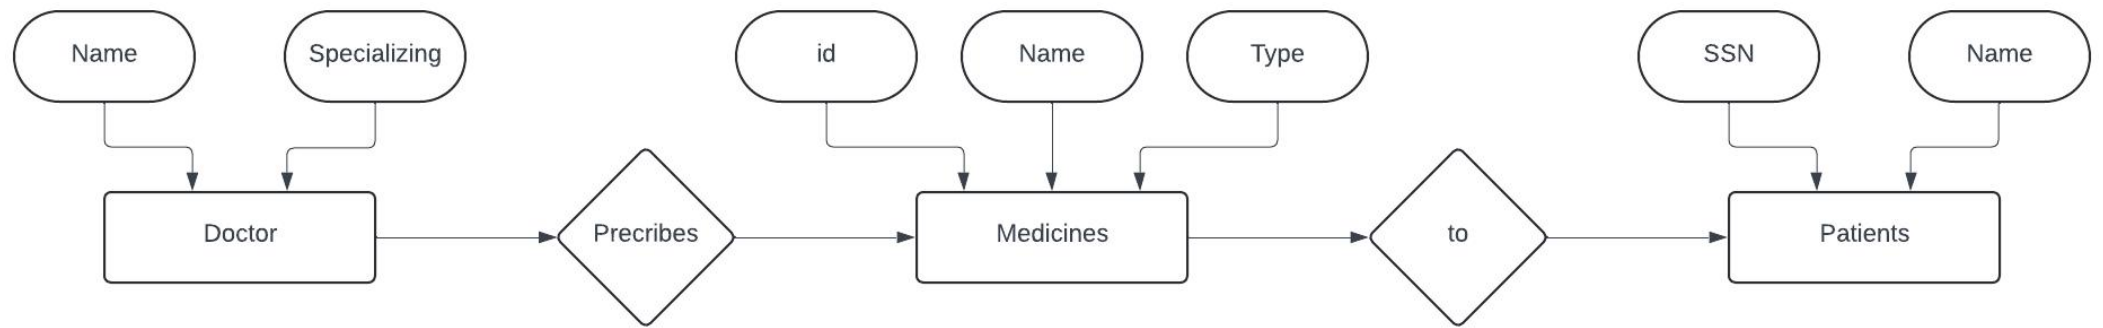 Name
Specializing
id
Name
Type
SSN
Name
Doctor
Precribes
Medicines
to
Patients